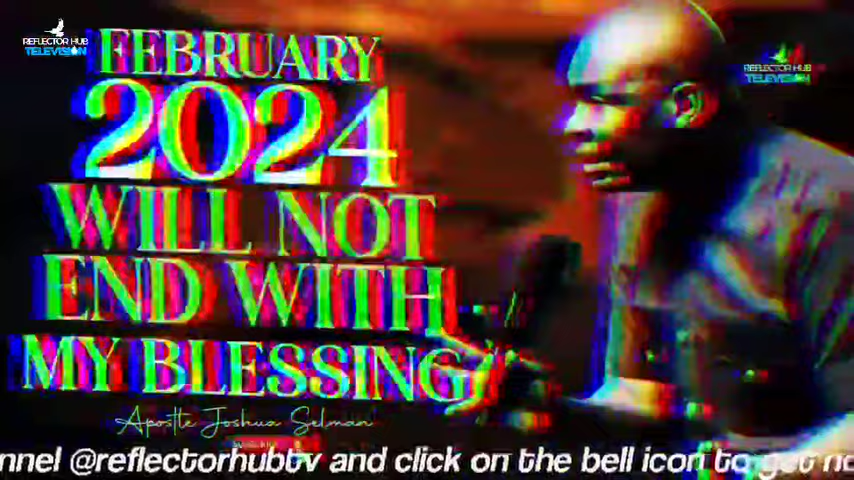 REFLECTOR HUB
TELEVISION
FEBRUARY
2024
WILL NOT
END WITH
MY BLESSING
Apostle Joshua Selman
REFLECTOR HUB
TELEVISION
nnel @reflectorhubtv and click on the bell icon to get no